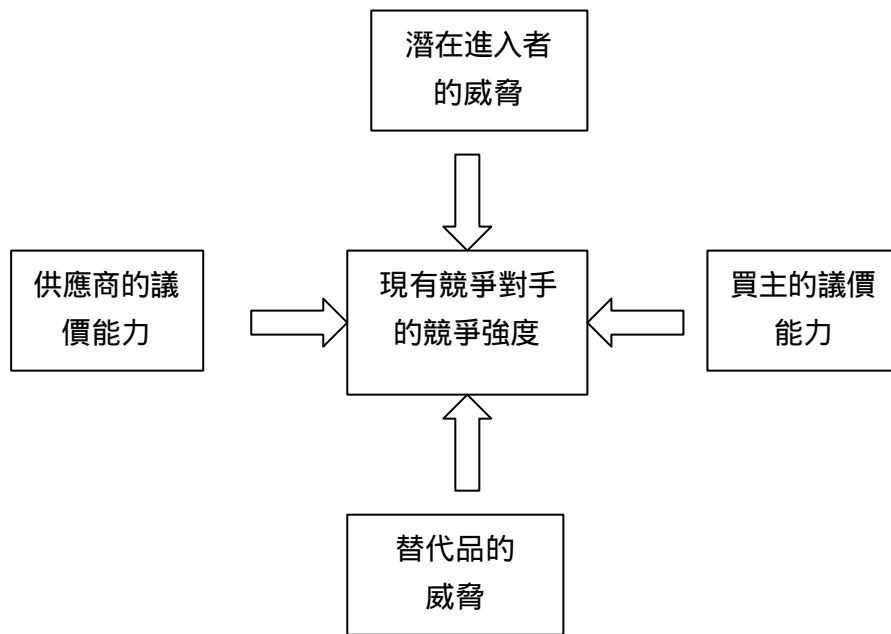 潛在進入者
的威脅
供應商的議
價能力
現有競爭對手
的競爭強度
買主的議價
能力
替代品的
威脅